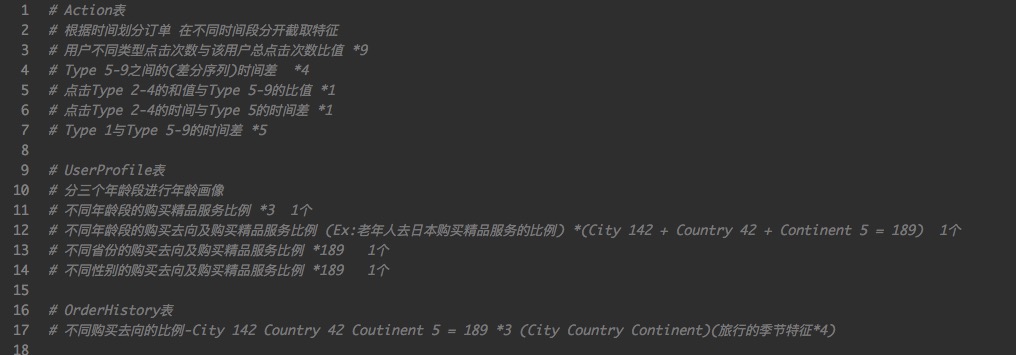 1 # Action表
2 # 根据时间划分订单 在不同时间段分开截取特征
3 # 用户不同类型点击次数与该用户总点击次数比值 *9
4 # Type 5-9之间的(差分序列)时间差  *4
5 # 点击Type 2-4的和值与Type 5-9的比值 *1
6 # 点击Type 2-4的时间与Type 5的时间差 *1
7 # Type 1与Type 5-9的时间差 *5
8
9 # UserProfile表
10 # 分三个年龄段进行年龄画像
11 # 不同年龄段的购买精品服务比例 *3  1个
12 # 不同年龄段的购买去向及购买精品服务比例 (Ex:老年人去日本购买精品服务的比例) *(City 142 + Country 42 + Continent 5 = 189)  1个
13 # 不同省份的购买去向及购买精品服务比例 *189   1个
14 # 不同性别的购买去向及购买精品服务比例 *189   1个
15
16 # OrderHistory表
17 # 不同购买去向的比例-City 142 Country 42 Coutinent 5 = 189 *3 (City Country Continent)(旅行的季节特征*4)
18